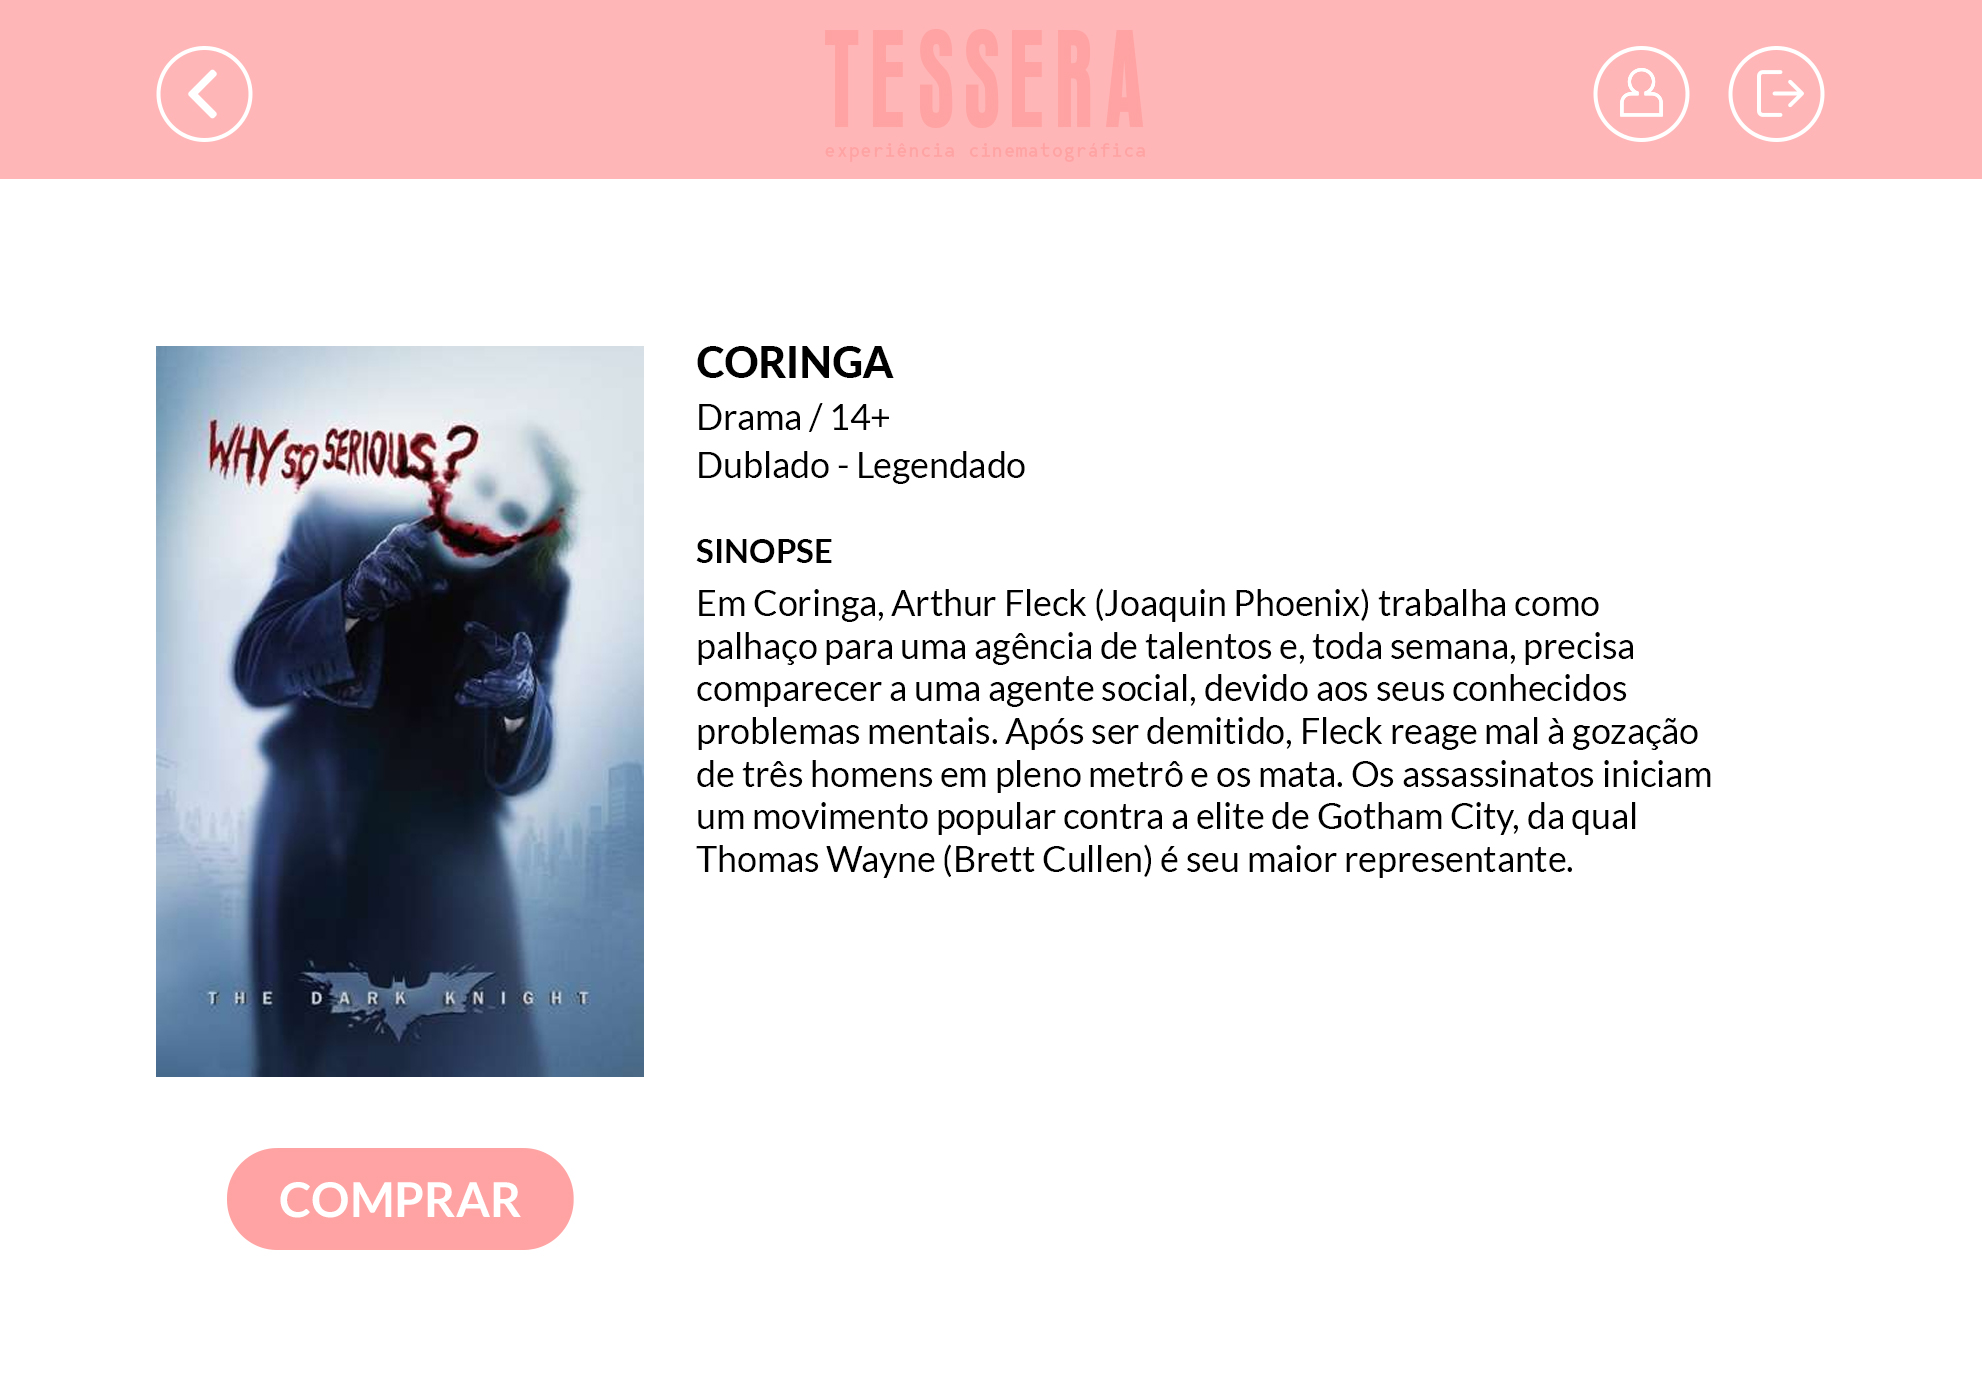 TESSERA
experiência cinematográfica
WHY SO SERIOUS?
THE DARK KNIGHT
COMPRAR
CORINGA
Drama / 14+
Dublado - Legendado
SINOPSE
Em Coringa, Arthur Fleck (Joaquin Phoenix) trabalha como
palhaço para uma agência de talentos e, toda semana, precisa
comparecer a uma agente social, devido aos seus conhecidos
problemas mentais. Após ser demitido, Fleck reage mal à gozação
de três homens em pleno metrô e os mata. Os assassinatos iniciam
um movimento popular contra a elite de Gotham City, da qual
Thomas Wayne (Brett Cullen) é seu maior representante.